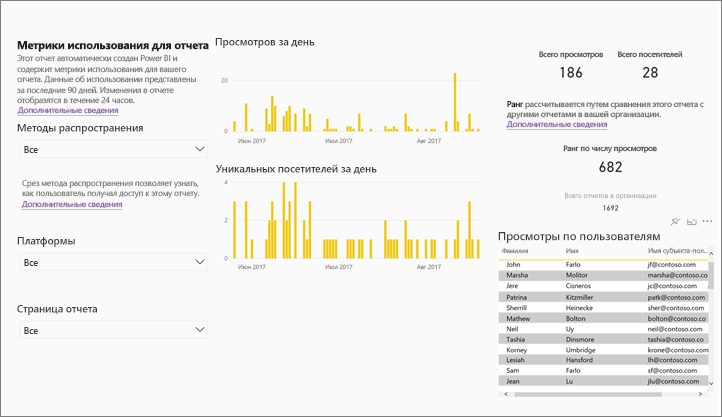 Метрики использования для отчета
Этот отчет автоматически создан Power BI и
содержит метрики использования для вашего
отчета. Данные об использовании представлены
за последние 90 дней. Изменения в отчете
отобразятся в течение 24 часов.
Дополнительные сведения
Методы распространения
Все
Срез метода распространения позволяет узнать,
как пользователь получал доступ к этому отчету.
Дополнительные сведения
Платформы
Все
Страница отчета
Все
Просмотров за день
20
0
Июн 2017 Июл 2017 Авг 2017
Уникальных посетителей за день
4
2
0
Июн 2017 Июл 2017 Авг 2017
Всего просмотров Всего посетителей
186 28
Ранг рассчитывается путем сравнения этого отчета с
другими отчетами в вашей организации.
Дополнительные сведения
Ранг по числу просмотров
682
Всего отчетов в организации
1692
Просмотры по пользователям
Фамилия Имя Имя субъекта-пол...
John Farlo jf@contoso.com
Marsha Molitor marsha@contoso.co
Jere Cisneros jc@contoso.com
Patrina Kitzmiller patk@contoso.com
Sherrill Heinecke sher@contoso.com
Mathew Bolton bolton@contoso.com
Neil Uy neil@contoso.com
Tashia Dinsmore tashia@contoso.co
Korney Umbridge krone@contoso.com
Lesiah Hansford lh@contoso.com
Sam Farlo sf@contoso.com
Jean Lu jlu@contoso.com